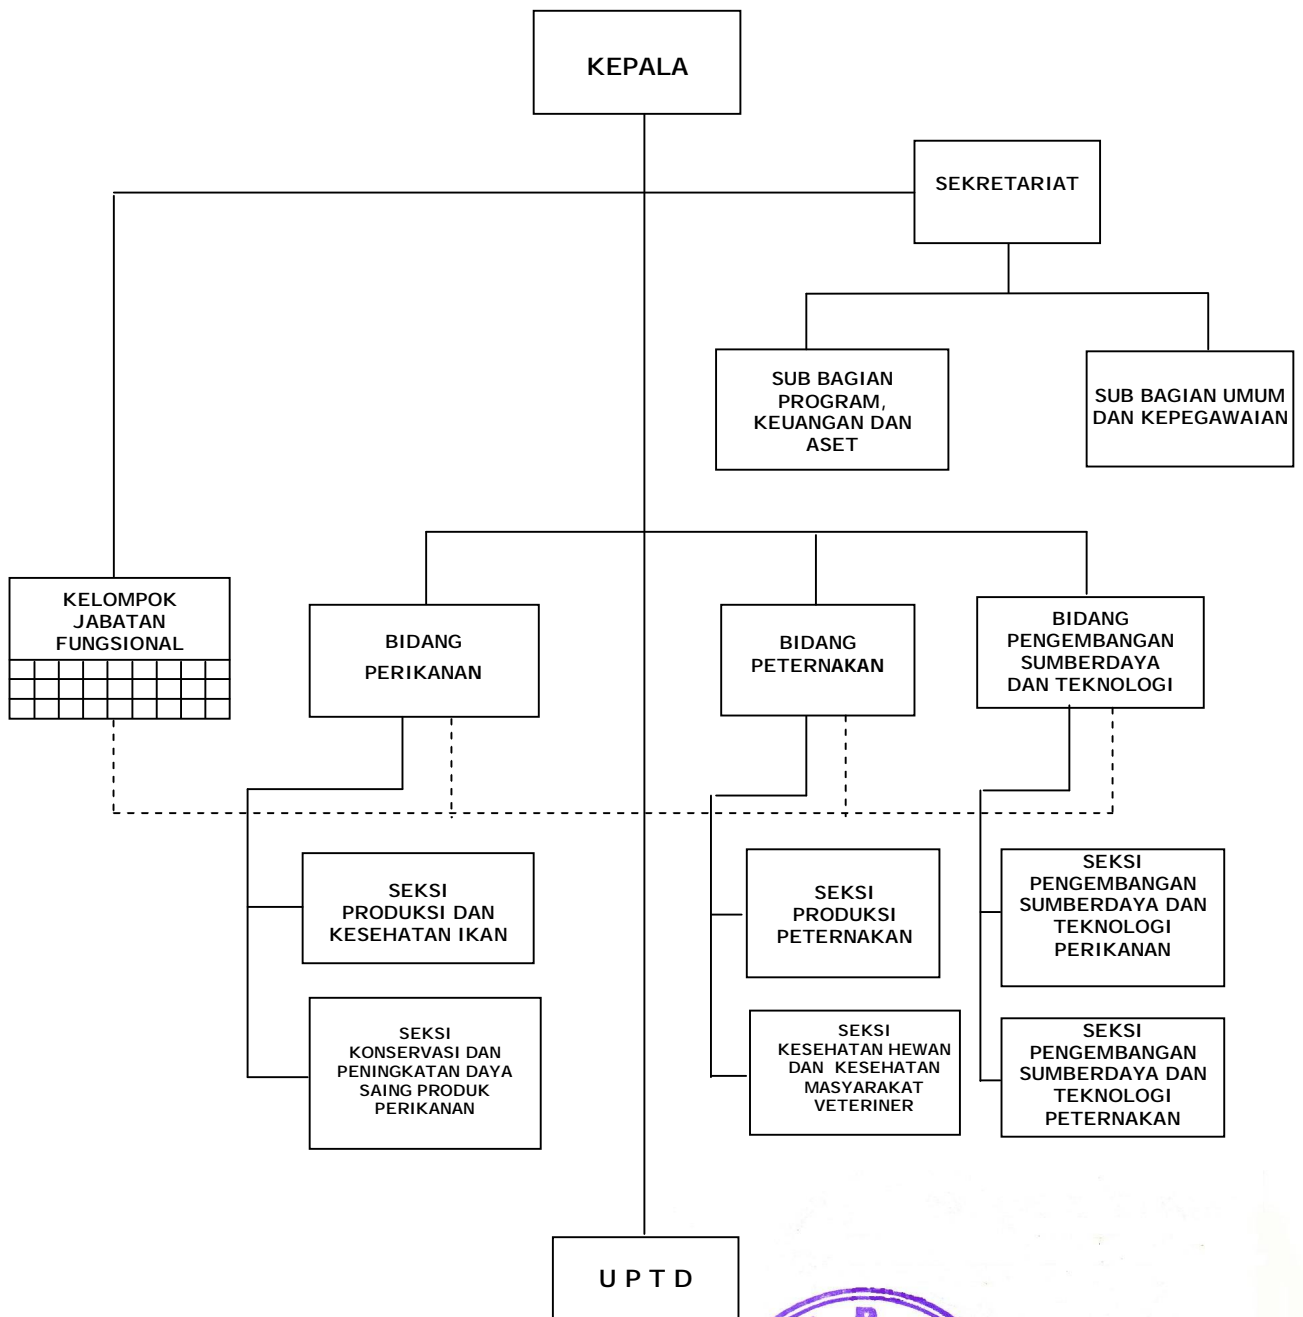 KEPALA
SEKRETARIAT
SUB BAGIAN
PROGRAM,
KEUANGAN DAN
ASET
SUB BAGIAN UMUM
DAN KEPEGAWAIAN
KELOMPOK
JABATAN
FUNGSIONAL
BIDANG
PERIKANAN
BIDANG
PETERNAKAN
BIDANG
PENGEMBANGAN
SUMBERDAYA
DAN TEKNOLOGI
SEKSI
PRODUKSI DAN
KESEHATAN IKAN
SEKSI
PRODUKSI
PETERNAKAN
SEKSI
PENGEMBANGAN
SUMBERDAYA DAN
TEKNOLOGI
PERIKANAN
SEKSI
KONSERVASI DAN
PENINGKATAN DAYA
SAING PRODUK
PERIKANAN
SEKSI
KESEHATAN HEWAN
DAN KESEHATAN
MASYARAKAT
VETERINER
SEKSI
PENGEMBANGAN
SUMBERDAYA DAN
TEKNOLOGI
PETERNAKAN
U P T D